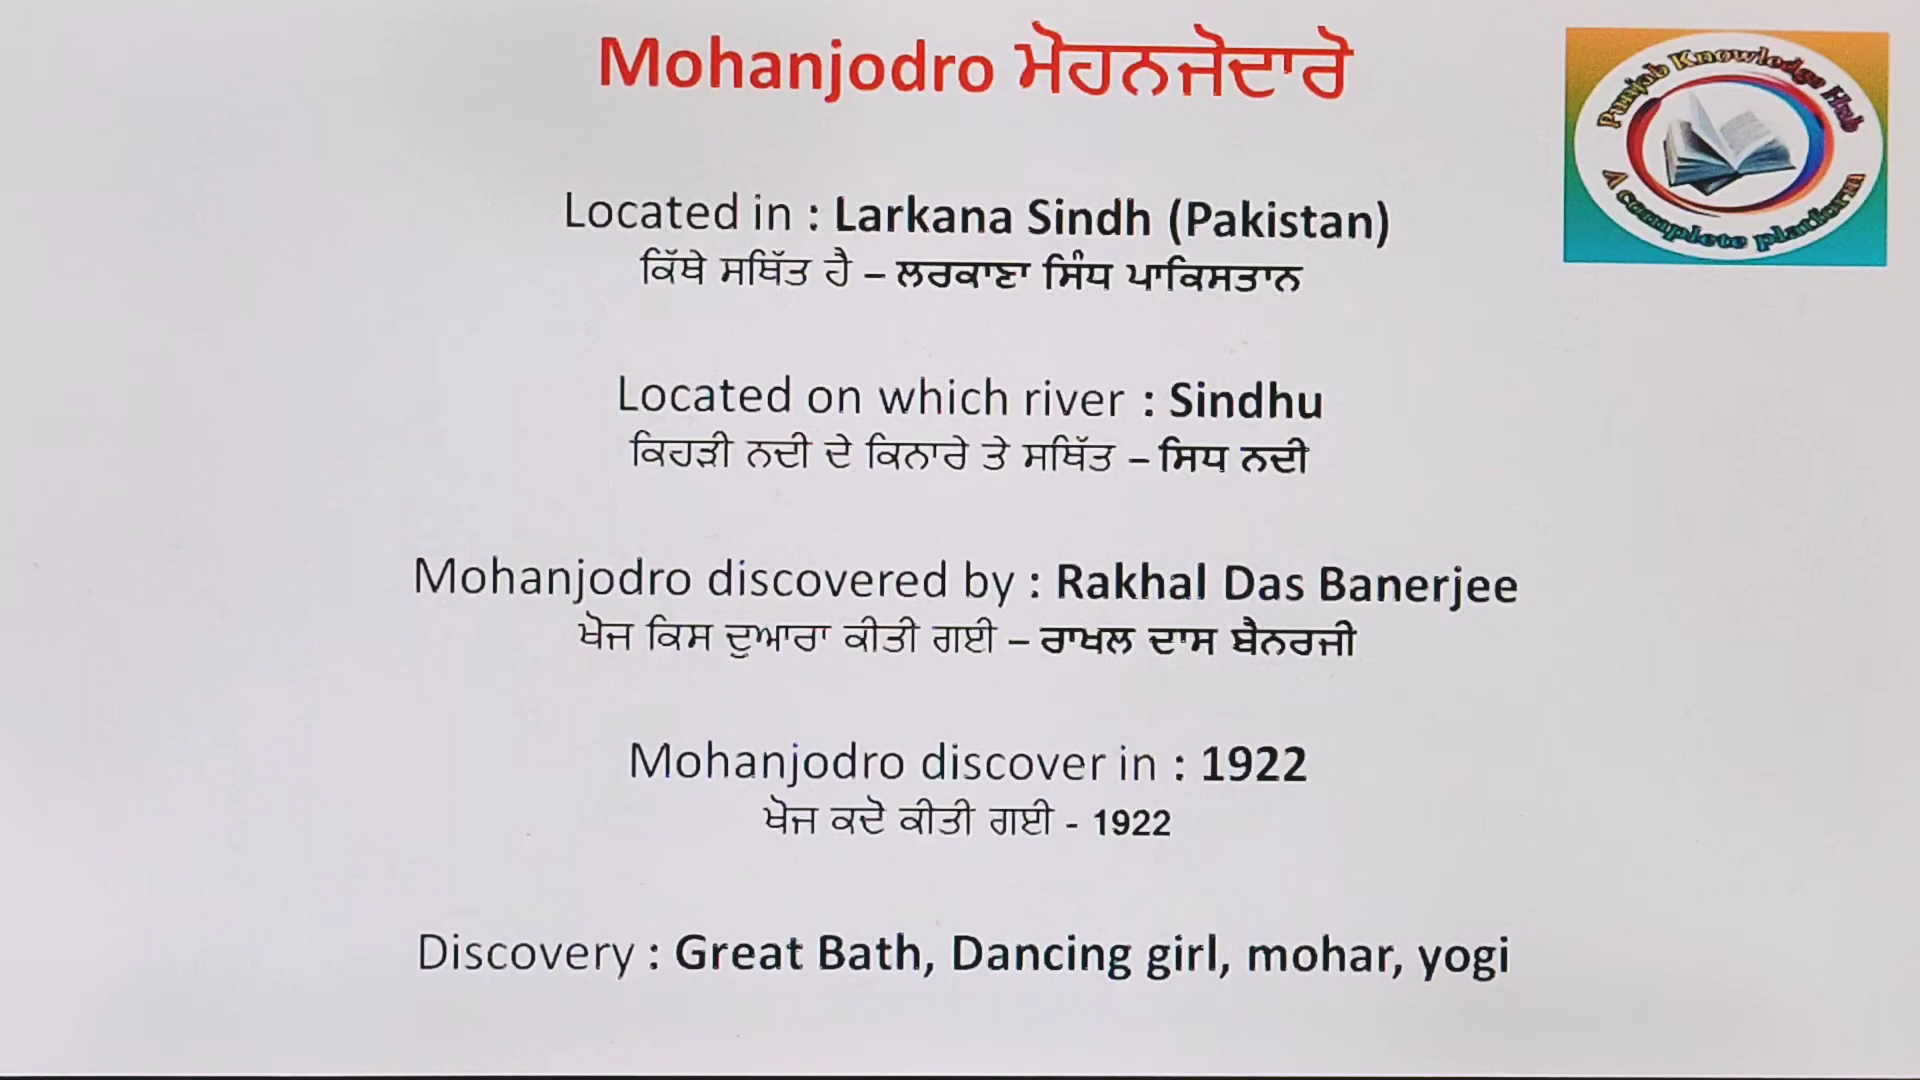 Mohanjodro ਮੋਹਨਜੋਦਾਰੋ
Punjab Knowledge Hub
A complete platform
Located in : Larkana Sindh (Pakistan)
ਕਿੱਥੇ ਸਥਿੱਤ ਹੈ – ਲਰਕਾਣਾ ਸਿੰਧ ਪਾਕਿਸਤਾਨ
Located on which river : Sindhu
ਕਿਹੜੀ ਨਦੀ ਦੇ ਕਿਨਾਰੇ ਤੇ ਸਥਿੱਤ – ਸਿਧ ਨਦੀ
Mohanjodro discovered by : Rakhal Das Banerjee
ਖੋਜ ਕਿਸ ਦੁਆਰਾ ਕੀਤੀ ਗਈ – ਰਾਖਲ ਦਾਸ ਬੈਨਰਜੀ
Mohanjodro discover in : 1922
ਖੋਜ ਕਦੋ ਕੀਤੀ ਗਈ - 1922
Discovery : Great Bath, Dancing girl, mohar, yogi